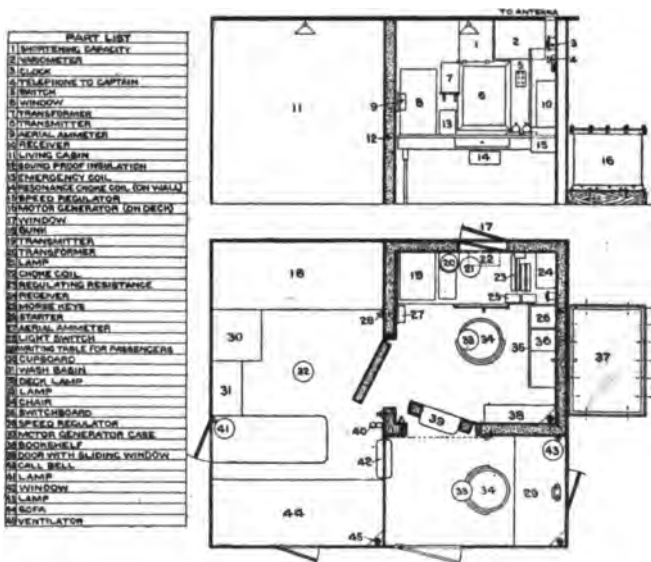 PART LIST
1 SHORTENING CAPACITY
2 VARIOMETER
3 CLOCK
4 TELEPHONE TO CAPTAIN
5 SWITCH
6 WINDOW
7 TRANSFORMER
8 TRANSMITTER
9 AERIAL AMMETER
10 RECEIVER
11 LIVING CABIN
12 SOUND PROOF INSULATION
13 EMERGENCY COIL
14 RESONANCE CHOKE COIL (ON WALL)
15 SPEED REGULATOR
16 MOTOR GENERATOR (ON DECK)
17 WINDOW
18 BUNK
19 TRANSMITTER
20 TRANSFORMER
21 LAMP
22 CHOKE COIL
23 REGULATING RESISTANCE
24 RECEIVER
25 MORSE KEYS
26 STARTER
27 AERIAL AMMETER
28 LIGHT SWITCH
29 WRITING TABLE FOR PASSENGERS
30 CUPBOARD
31 WASH BASIN
32 DECK LAMP
33 LAMP
34 CHAIR
35 SWITCHBOARD
36 SPEED REGULATOR
37 MOTOR GENERATOR CASE
38 BOOKSHELF
39 DOOR WITH SLIDING WINDOW
40 CALL BELL
41 LAMP
42 WINDOW
43 LAMP
44 SOFA
45 VENTILATOR
TO ANTENNA
1 2 3
4
11 7 5
9 8 6 10
12 13 15
14 16
17
18 19 20 21 22 23 24
25
28 27 26
30 33 34 35 36 37
31 32
39 38
41 40 43
42
33 34 29
44
45